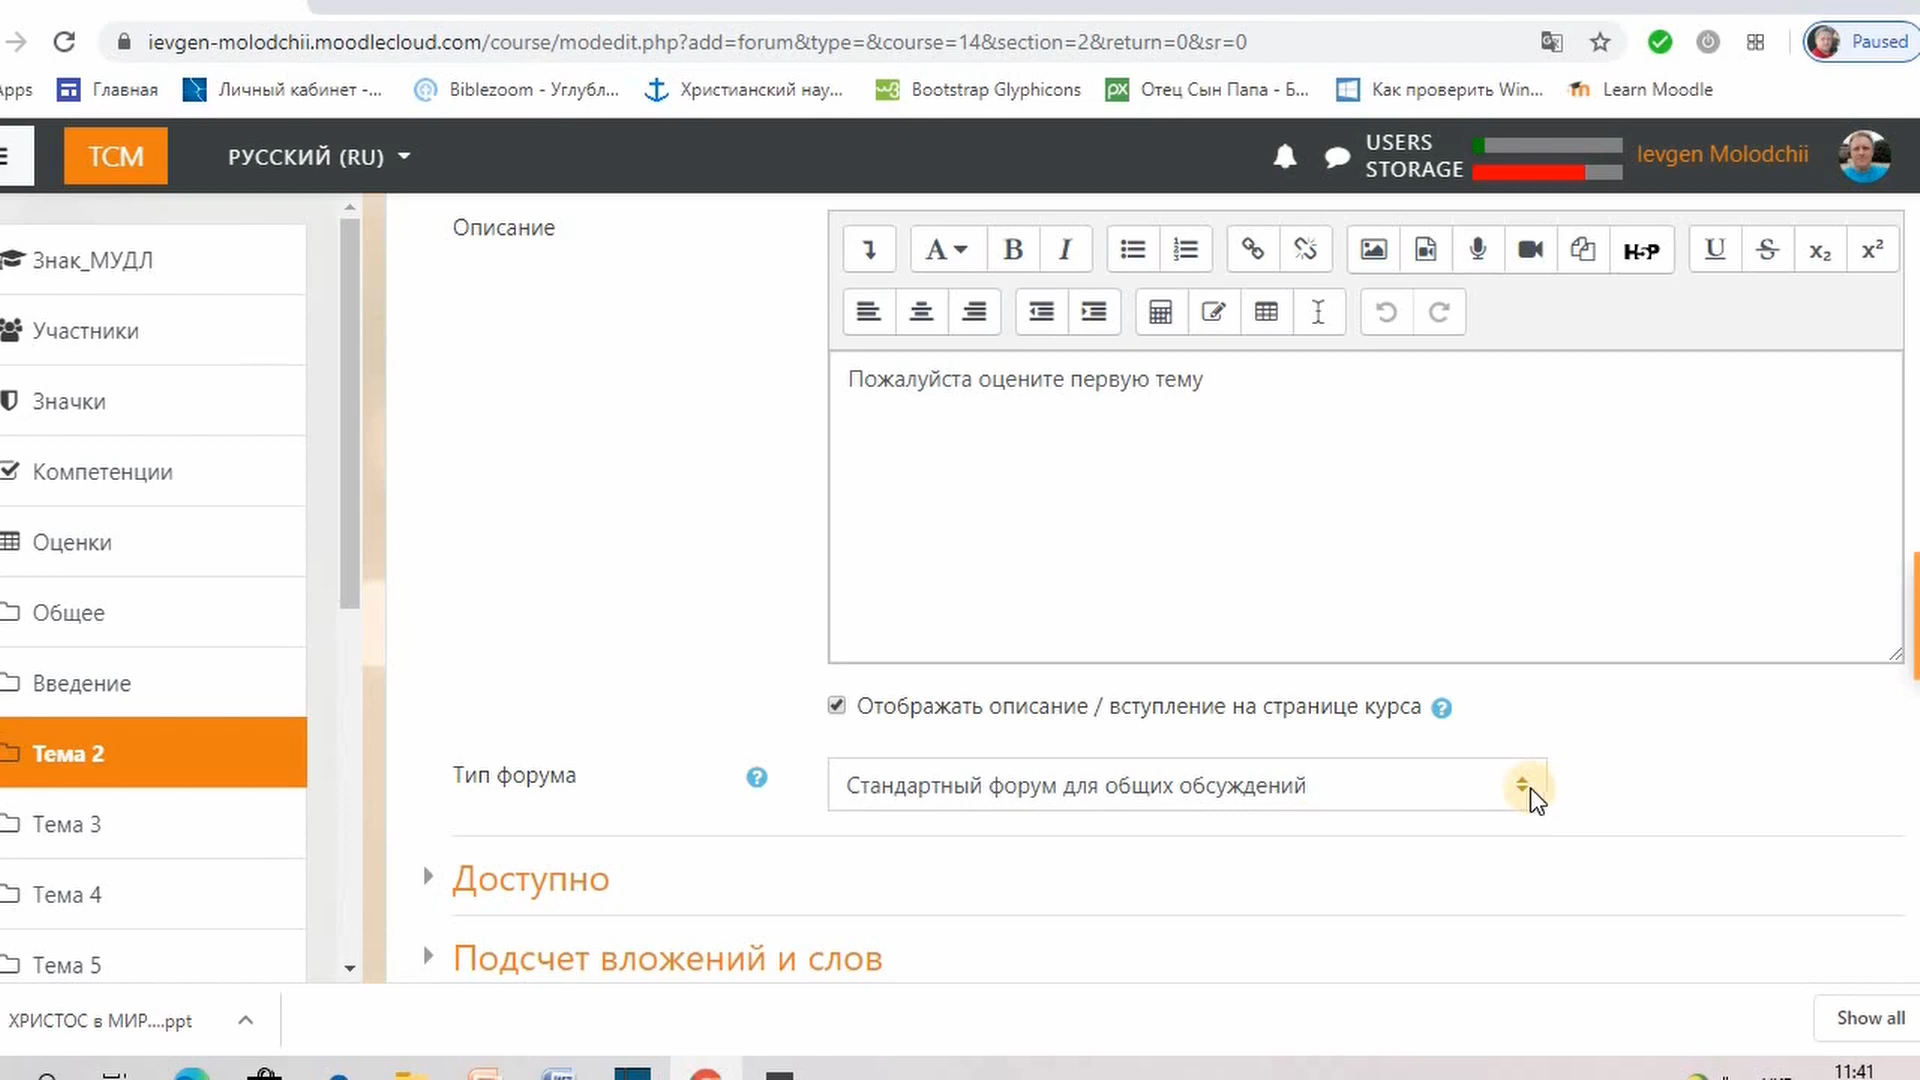 ievgen-molodchii.moodlecloud.com/course/modedit.php?add=forum&type=&course=14&section=2&return=0&sr=0
Paused
Apps
Главная
Личный кабинет -...
Biblezoom - Углубл...
Христианский нау...
Bootstrap Glyphicons
Отец Сын Папа - Б...
Как проверить Win...
Learn Moodle
TCM
РУССКИЙ (RU)
USERS
STORAGE
Ievgen Molodchii
Знак_МУДЛ
Участники
Значки
Компетенции
Оценки
Общее
Введение
Тема 2
Тема 3
Тема 4
Тема 5
Описание
A B I H-P U S x₂ x²
Пожалуйста оцените первую тему
Отображать описание / вступление на странице курса
Тип форума
Стандартный форум для общих обсуждений
Доступно
Подсчет вложений и слов
ХРИСТОС в МИР....ppt
Show all
11:41